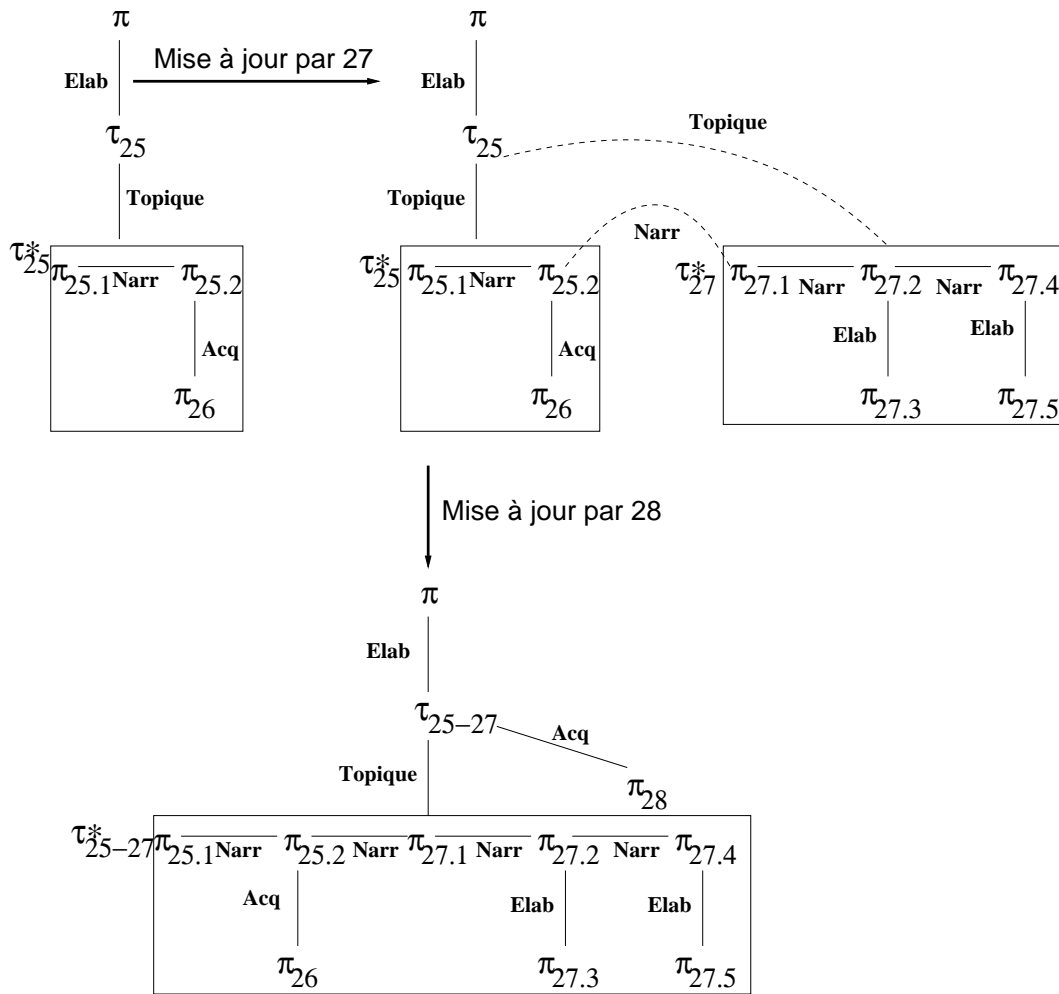 π π
Elab Mise à jour par 27 Elab
τ25 τ25 Topique
Topique Topique Narr
τ*25 π25.1 Narr π25.2 τ*25 π25.1 Narr π25.2 τ*27 π27.1 Narr π27.2 Narr π27.4
Acq Acq Elab Elab
π26 π26 π27.3 π27.5
Mise à jour par 28
π
Elab
τ25–27 Acq
Topique π28
τ*25–27 π25.1 Narr π25.2 Narr π27.1 Narr π27.2 Narr π27.4
Acq Elab Elab
π26 π27.3 π27.5